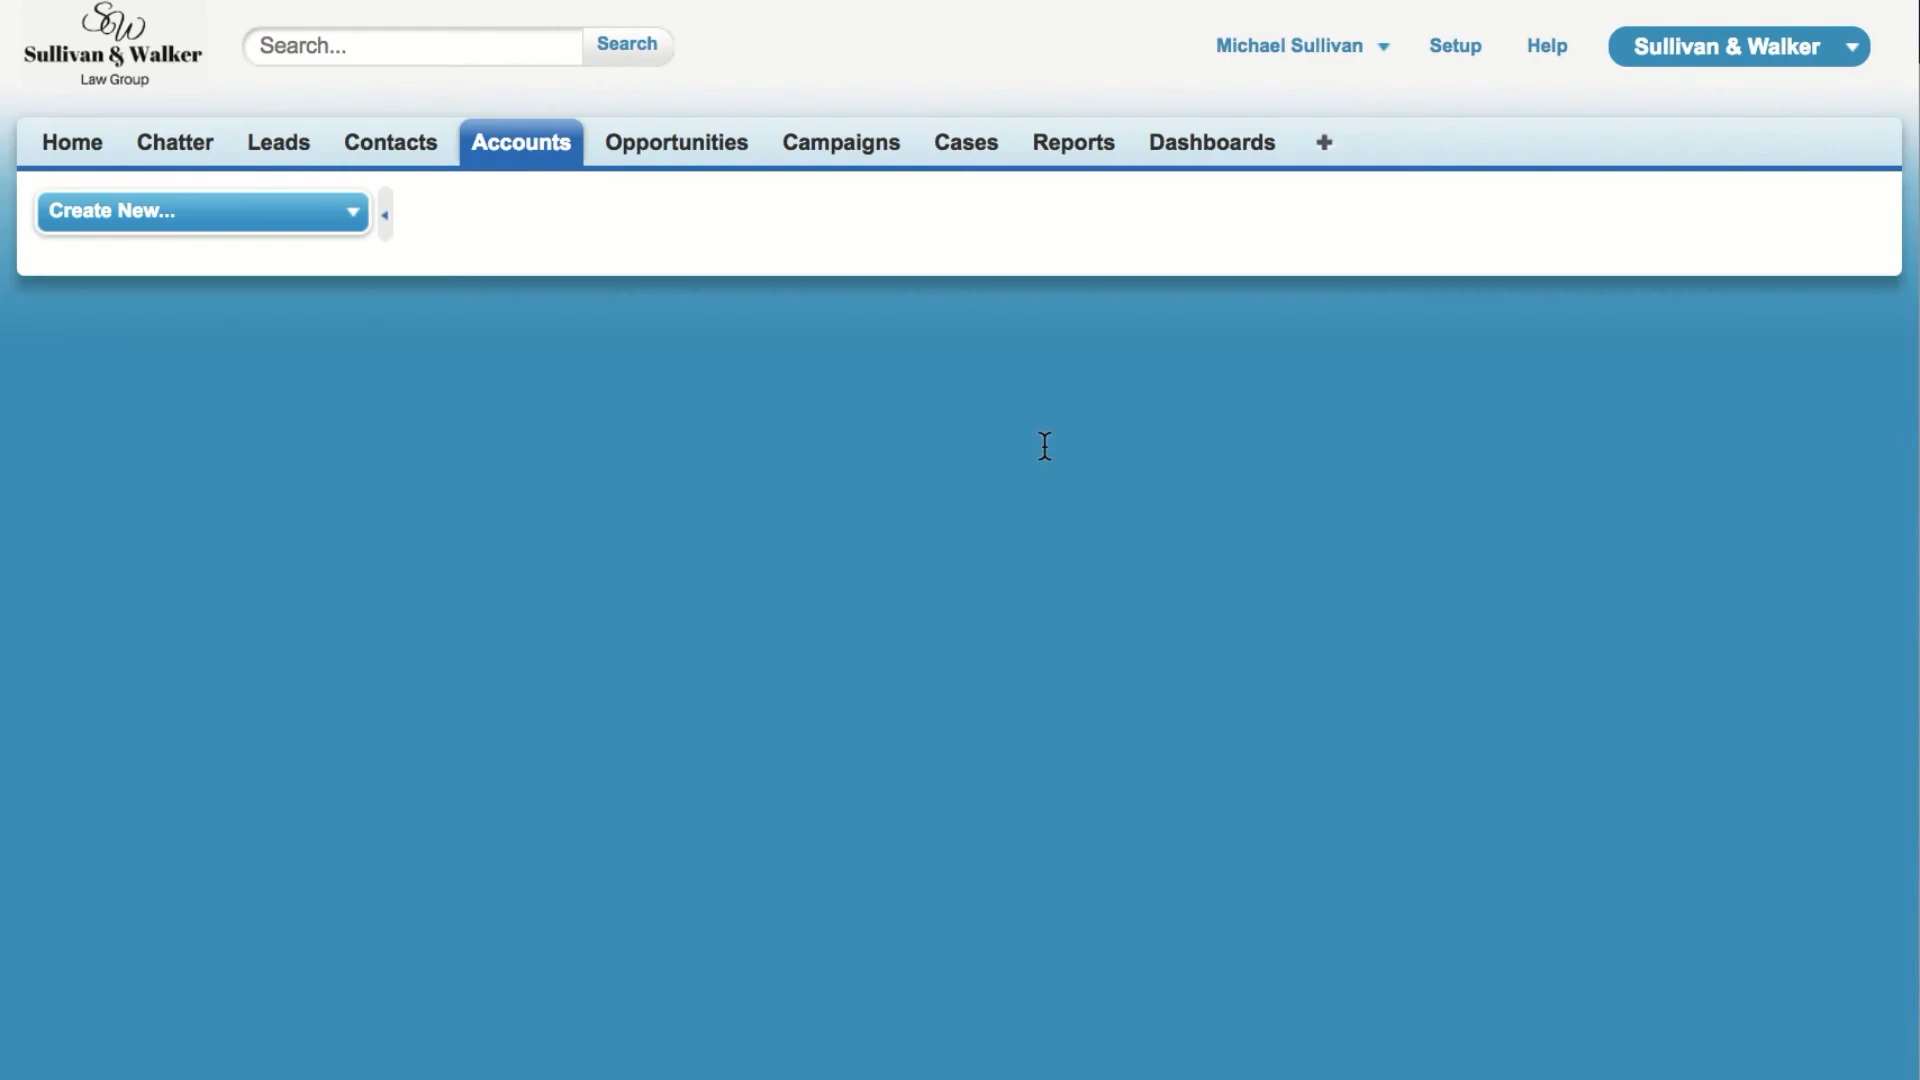 SW
Sullivan & Walker
Law Group
Search...
Search
Michael Sullivan
Setup
Help
Sullivan & Walker
Home
Chatter
Leads
Contacts
Accounts
Opportunities
Campaigns
Cases
Reports
Dashboards
+
Create New...